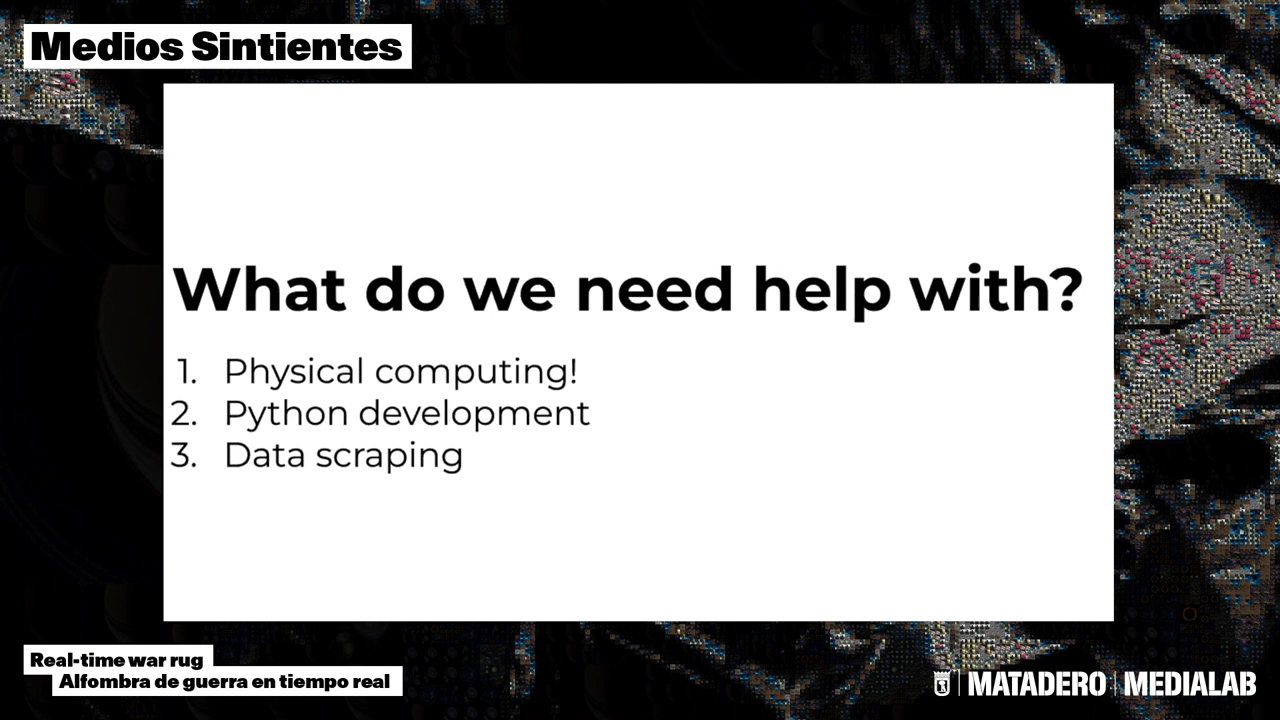 Medios Sintientes
What do we need help with?
1. Physical computing!
2. Python development
3. Data scraping
Real-time war rug
Alfombra de guerra en tiempo real
MATADERO | MEDIALAB